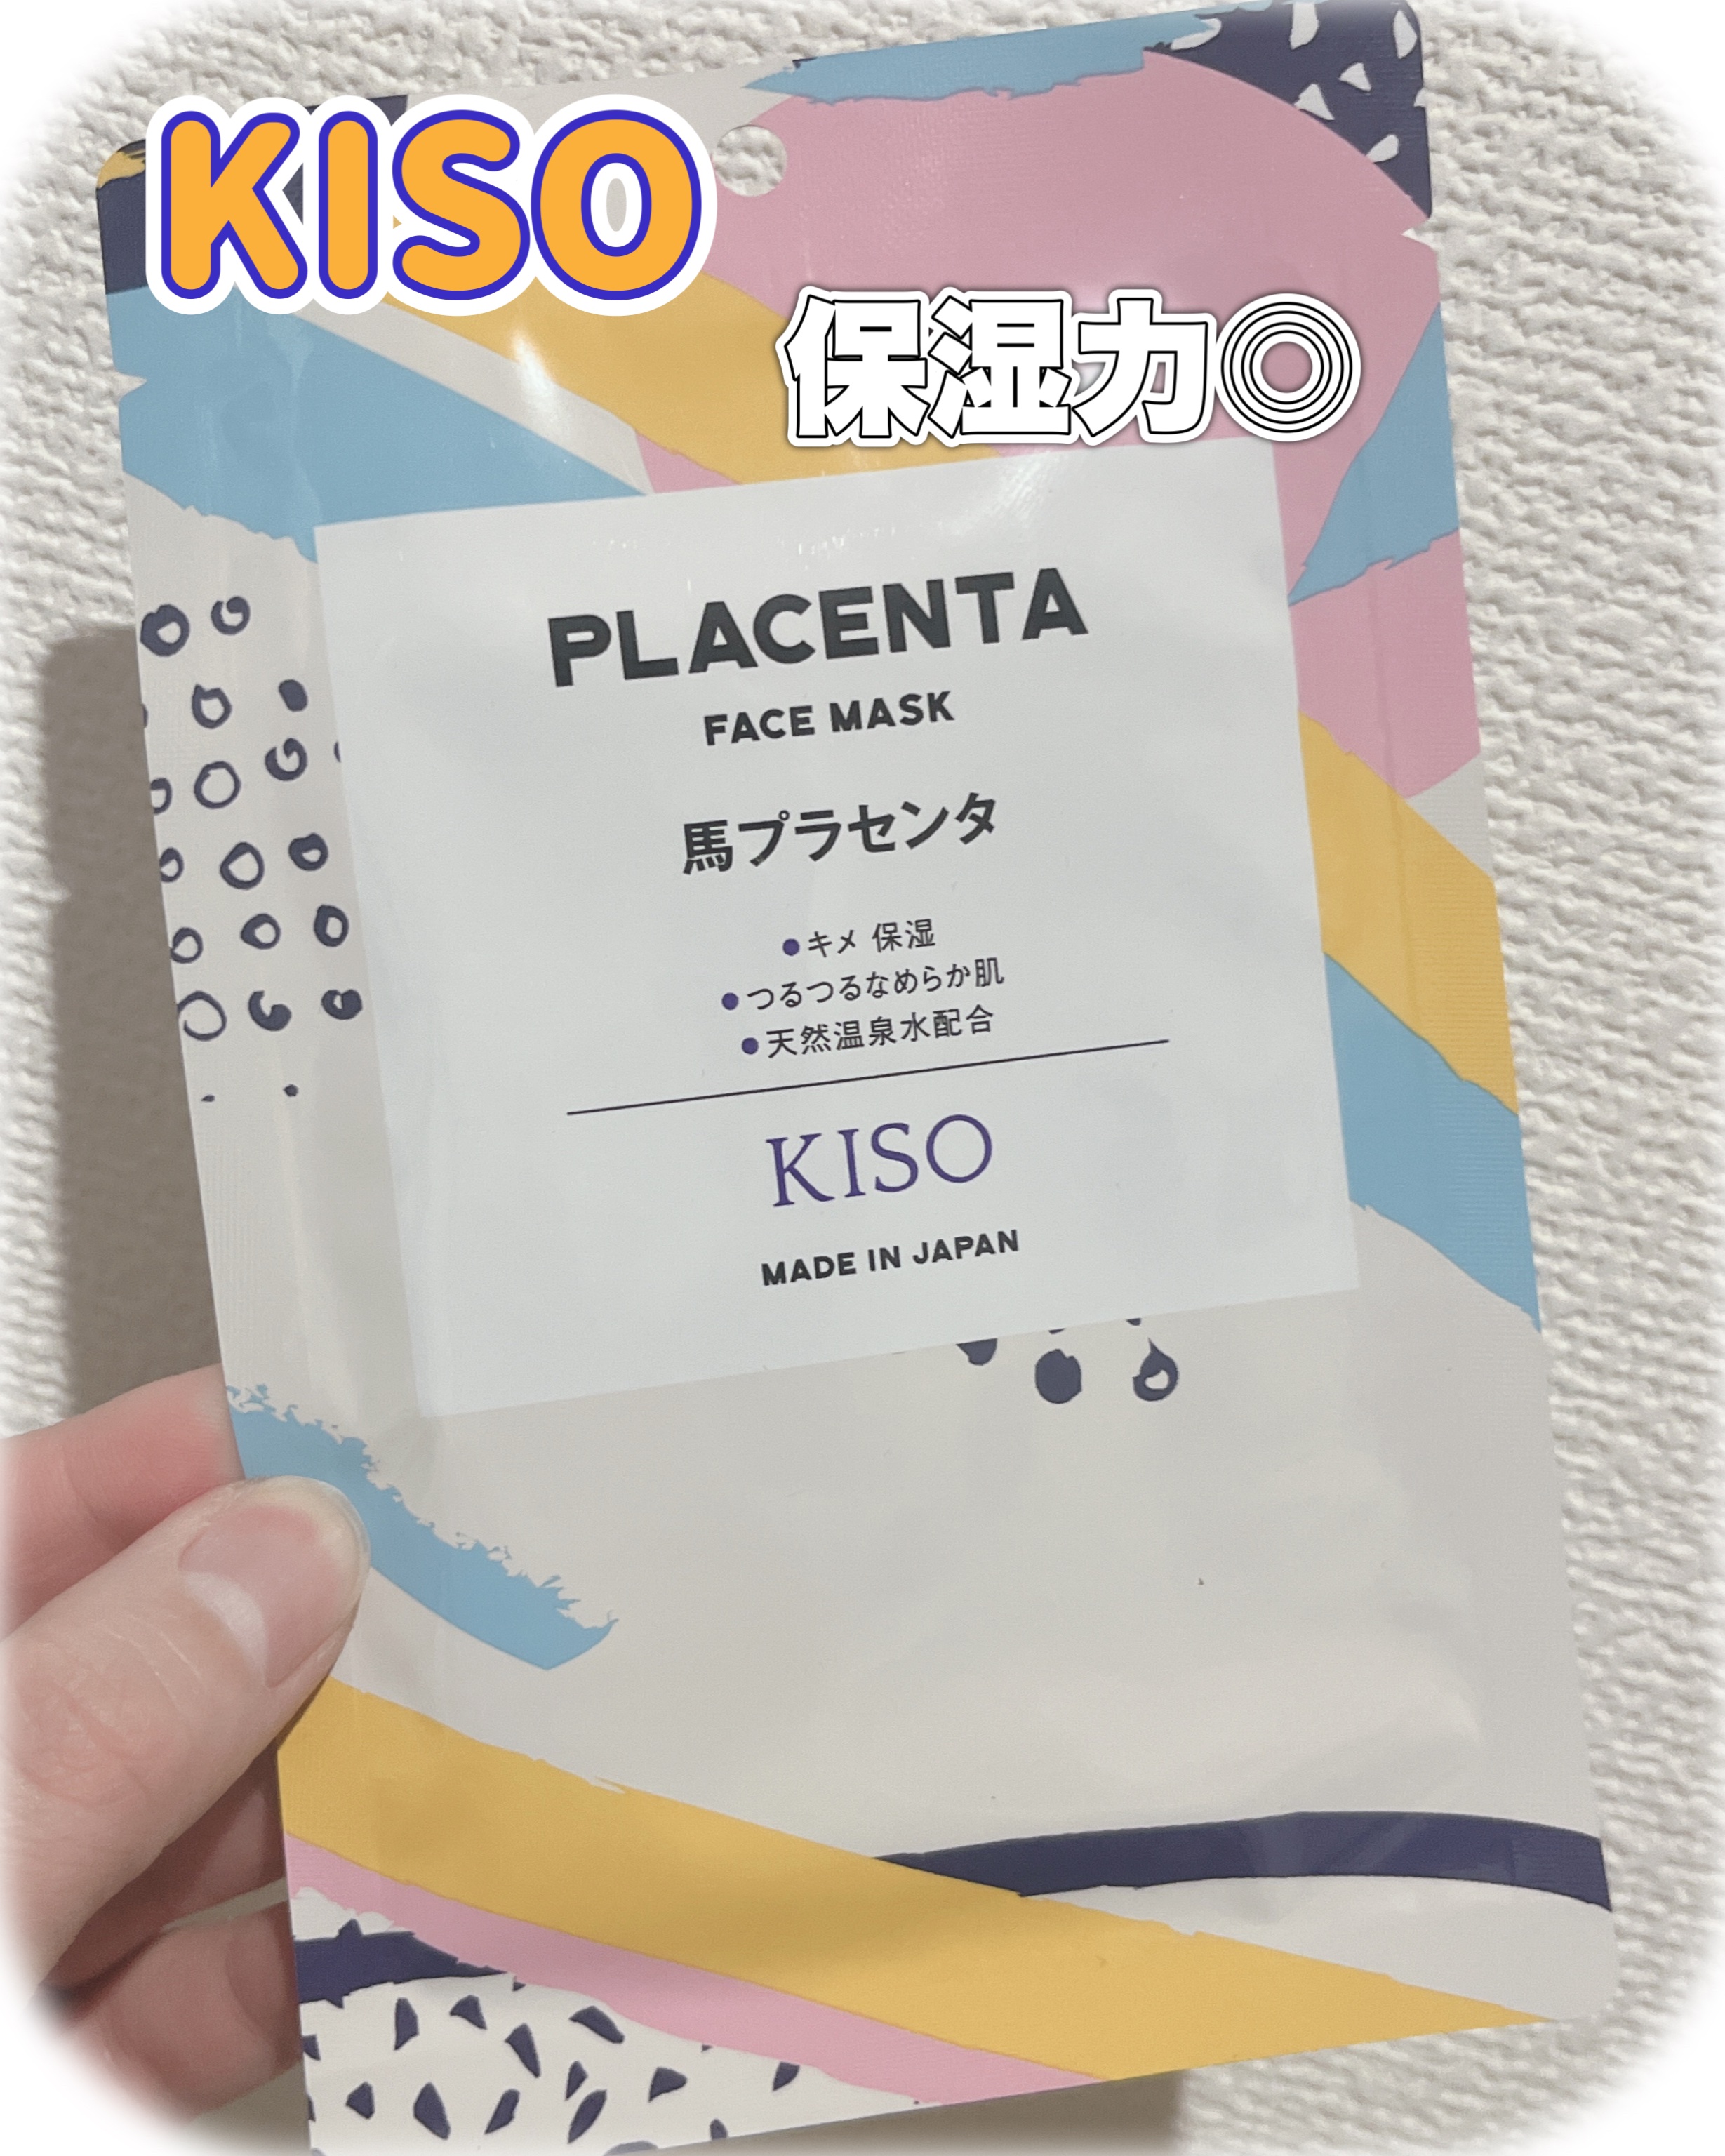 KISO
保湿力◎
PLACENTA
FACE MASK
馬プラセンタ
●キメ 保湿
●つるつるなめらか肌
●天然温泉水配合
KISO
MADE IN JAPAN